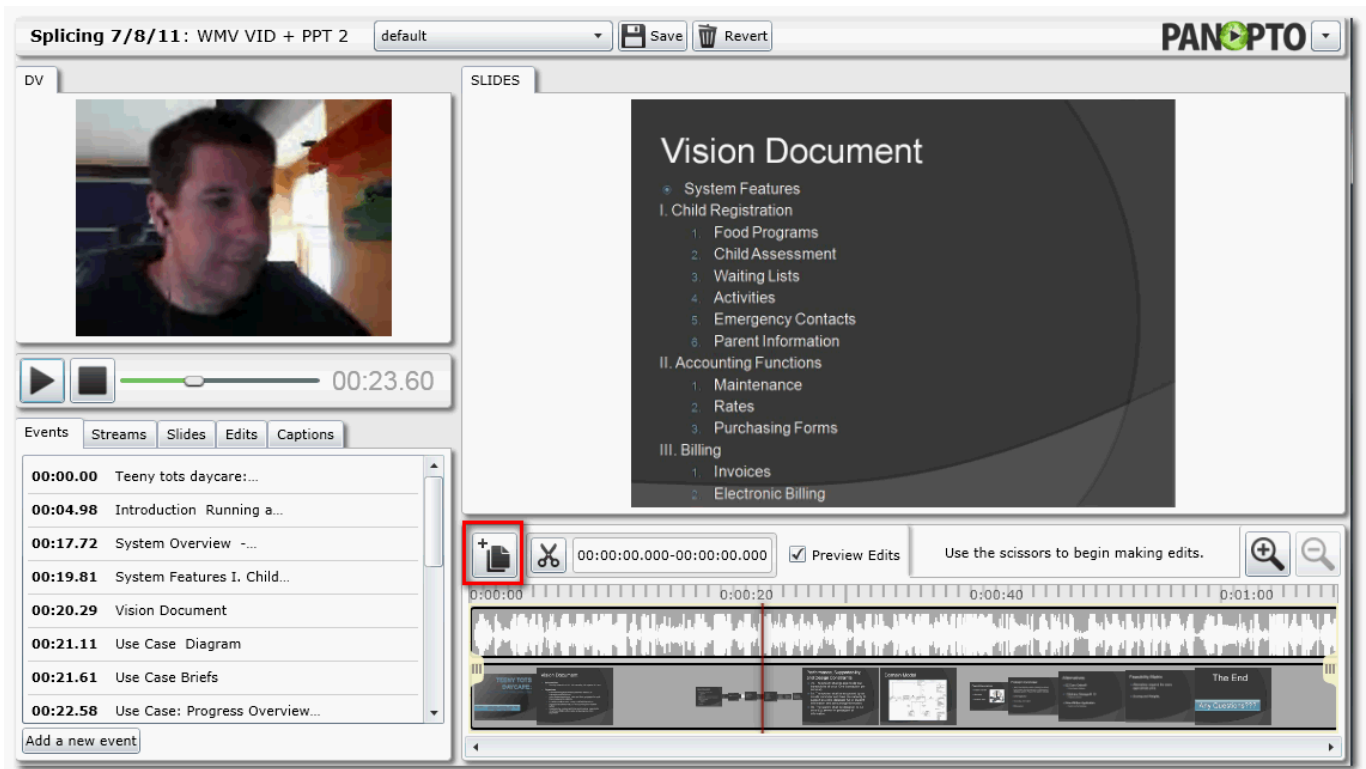 Splicing 7/8/11: WMV VID + PPT 2 default Save Revert PANOPTO
DV
SLIDES
Vision Document
System Features
I. Child Registration
1. Food Programs
2. Child Assessment
3. Waiting Lists
4. Activities
5. Emergency Contacts
6. Parent Information
II. Accounting Functions
1. Maintenance
2. Rates
3. Purchasing Forms
III. Billing
1. Invoices
2. Electronic Billing
00:23.60
Events Streams Slides Edits Captions
00:00.00 Teeny tots daycare:...
00:04.98 Introduction Running a...
00:17.72 System Overview -...
00:19.81 System Features I. Child...
00:20.29 Vision Document
00:21.11 Use Case Diagram
00:21.61 Use Case Briefs
00:22.58 Use Case: Progress Overview...
Add a new event
00:00:00.000-00:00:00.000 Preview Edits Use the scissors to begin making edits.
0:00:00 0:00:20 0:00:40 0:01:00
TEENY TOTS
DAYCARE
Vision Document
Domain Model
The End
Any Questions???